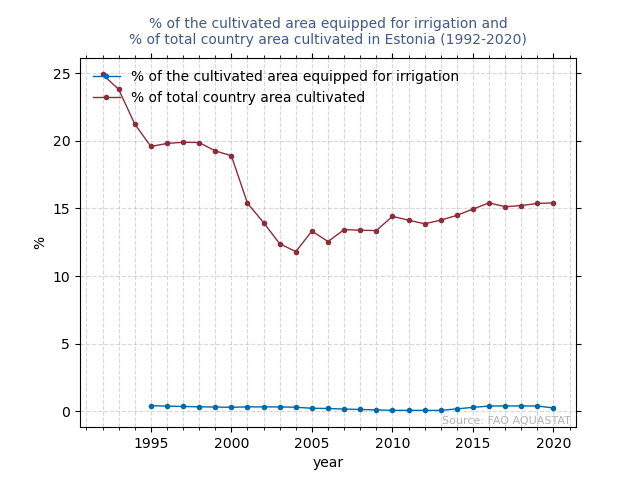 % of the cultivated area equipped for irrigation and
% of total country area cultivated in Estonia (1992-2020)
% of the cultivated area equipped for irrigation
% of total country area cultivated
25
20
15
10
5
0
%
Source: FAO AQUASTAT
1995 2000 2005 2010 2015 2020
year